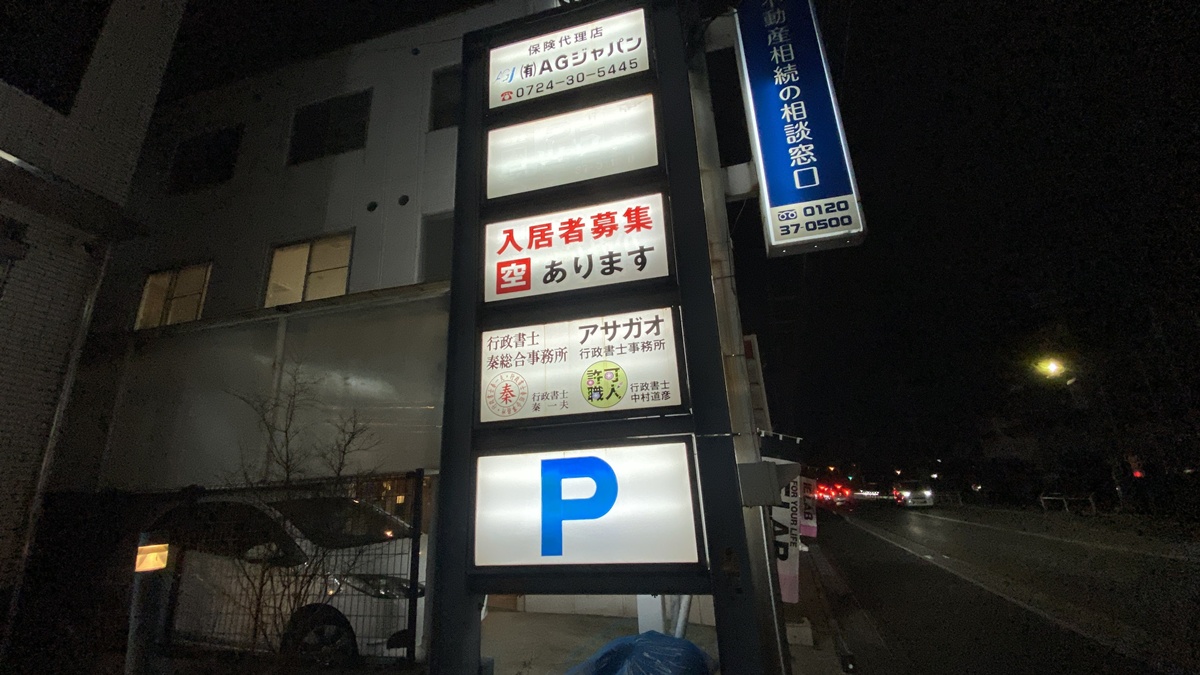 保険代理店
(有)AGジャパン
☎0724-30-5445
入居者募集
空 あります
行政書士
秦総合事務所
秦
行政書士
秦 一夫
アサガオ
行政書士事務所
許可
職人
行政書士
中村道彦
P
不動産相続の相談窓口
0120
37-0500
FOR YOUR LIFE